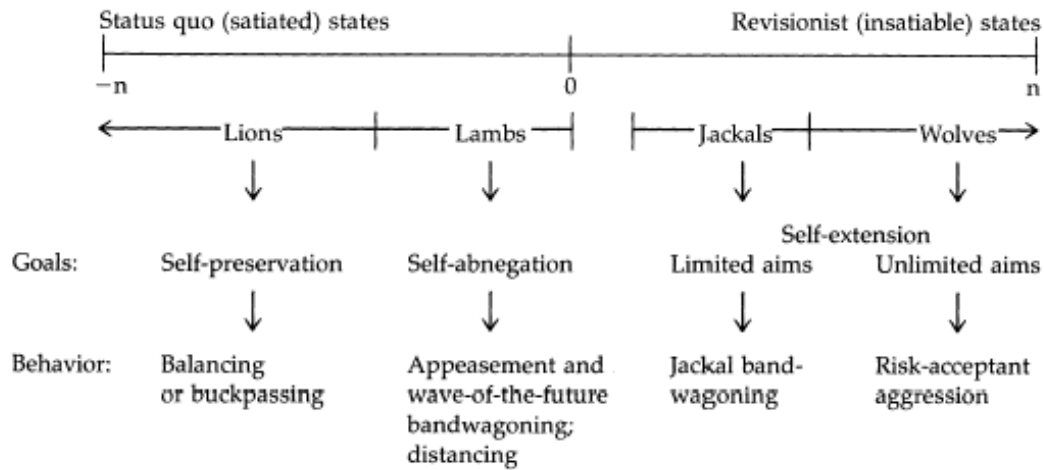 Status quo (satiated) states Revisionist (insatiable) states
−n 0 n
Lions Lambs Jackals Wolves
Self-extension
Goals: Self-preservation Self-abnegation Limited aims Unlimited aims
Behavior: Balancing Appeasement and Jackal band- Risk-acceptant
or buckpassing wave-of-the-future wagoning aggression
bandwagoning;
distancing